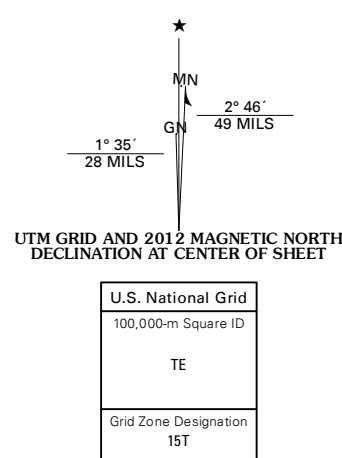 ★
MN
GN
2° 46´
49 MILS
1° 35´
28 MILS
UTM GRID AND 2012 MAGNETIC NORTH
DECLINATION AT CENTER OF SHEET
U.S. National Grid
100,000-m Square ID
TE
Grid Zone Designation
15T